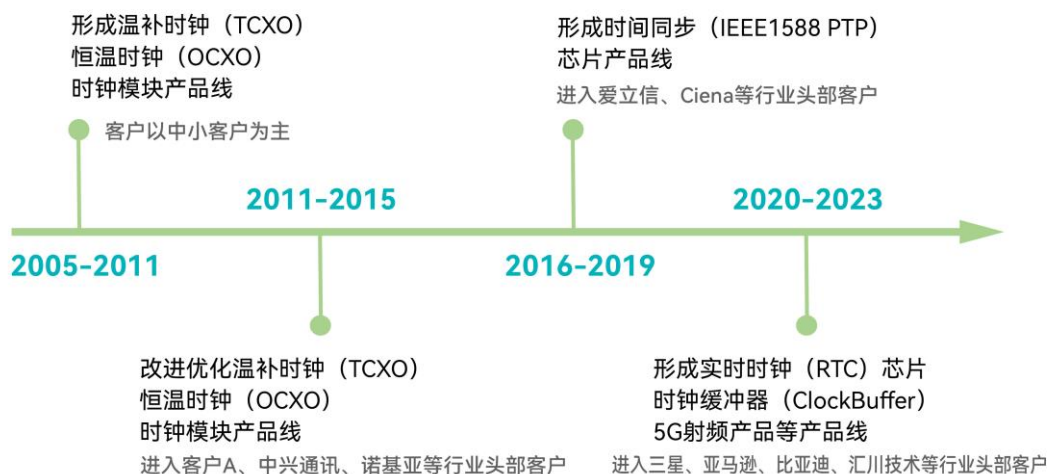 形成温补时钟（TCXO）
恒温时钟（OCXO）
时钟模块产品线
客户以中小客户为主
2005-2011
2011-2015
改进优化温补时钟（TCXO）
恒温时钟（OCXO）
时钟模块产品线
进入客户A、中兴通讯、诺基亚等行业头部客户
形成时间同步（IEEE1588 PTP）
芯片产品线
进入爱立信、Ciena等行业头部客户
2016-2019
2020-2023
形成实时时钟（RTC）芯片
时钟缓冲器（ClockBuffer）
5G射频产品等产品线
进入三星、亚马逊、比亚迪、汇川技术等行业头部客户